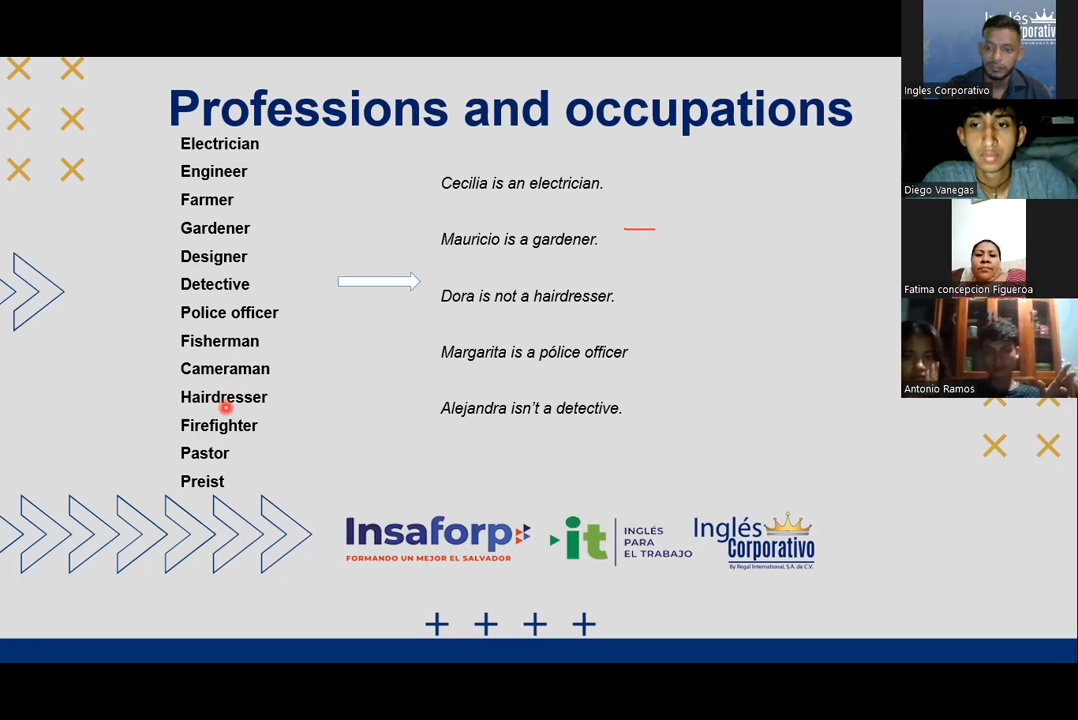 Professions and occupations
Electrician
Engineer
Farmer
Gardener
Designer
Detective
Police officer
Fisherman
Cameraman
Hairdresser
Firefighter
Pastor
Preist
Cecilia is an electrician.
Mauricio is a gardener.
Dora is not a hairdresser.
Margarita is a pólice officer
Alejandra isn't a detective.
Insaforp
FORMANDO UN MEJOR EL SALVADOR
it
INGLÉS
PARA
EL TRABAJO
Inglés
Corporativo
By Regal International, S.A. de C.V.
Inglés
Ingles Corporativo
Diego Vanegas
Fatima concepcion Figueroa
Antonio Ramos